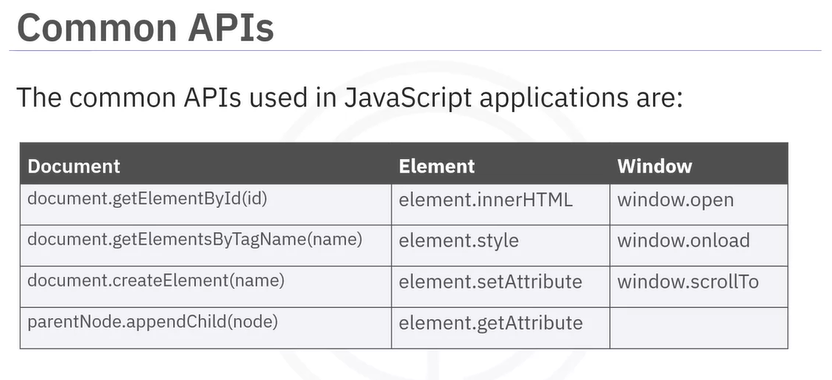 Common APIs
The common APIs used in JavaScript applications are:
Document Element Window
document.getElementById(id) element.innerHTML window.open
document.getElementsByTagName(name) element.style window.onload
document.createElement(name) element.setAttribute window.scrollTo
parentNode.appendChild(node) element.getAttribute